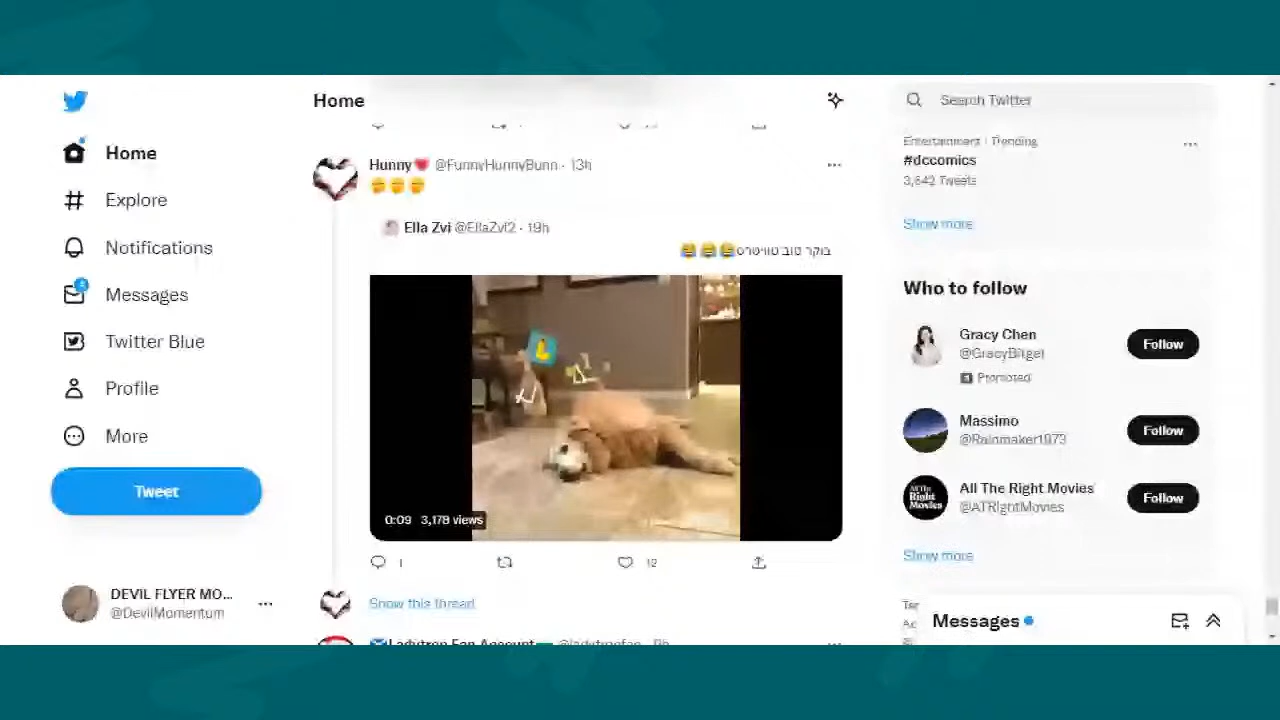 Home
Search Twitter
Home
Explore
Notifications
Messages
Twitter Blue
Profile
More
Tweet
DEVIL FLYER MO...
@DevilMomentum
Hunny @FunnyHunnyBunn · 13h
Ella Zvi @EllaZvi2 · 19h
בוקר טוב טוויטרס
0:09 3,178 views
1
12
Show this thread
Ladytron Fan Account @ladytronfan · 9h
Entertainment · Trending
#dccomics
3,642 Tweets
Show more
Who to follow
Gracy Chen
@GracyBitget
Promoted
Follow
Massimo
@Rainmaker1973
Follow
All The Right Movies
@ATRightMovies
Follow
Show more
Messages